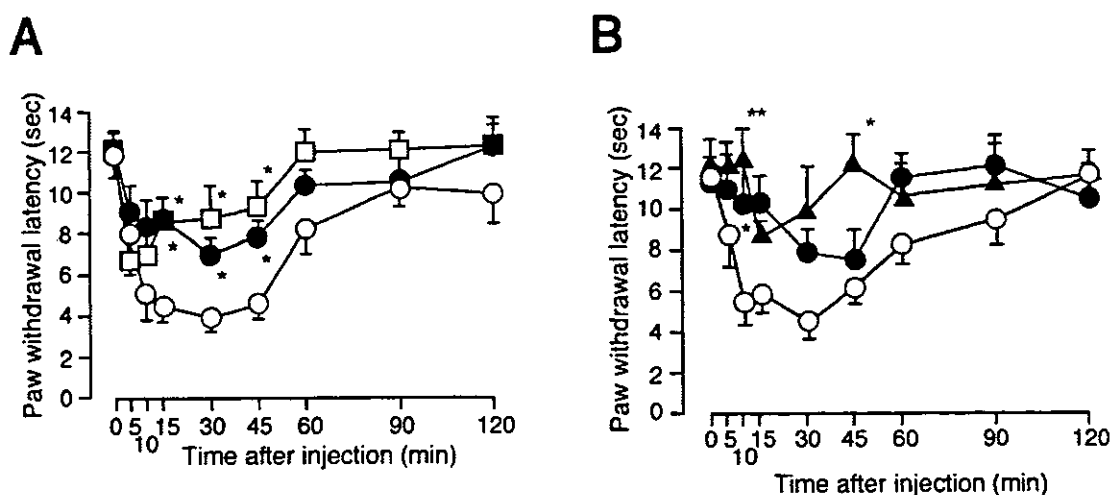 A
B
Paw withdrawal latency (sec)
14
12
10
8
6
4
2
0
* * *
* * *
0 5 10 15 30 45 60 90 120
Time after injection (min)
Paw withdrawal latency (sec)
14
12
10
8
6
4
2
0
** *
*
0 5 10 15 30 45 60 90 120
Time after injection (min)